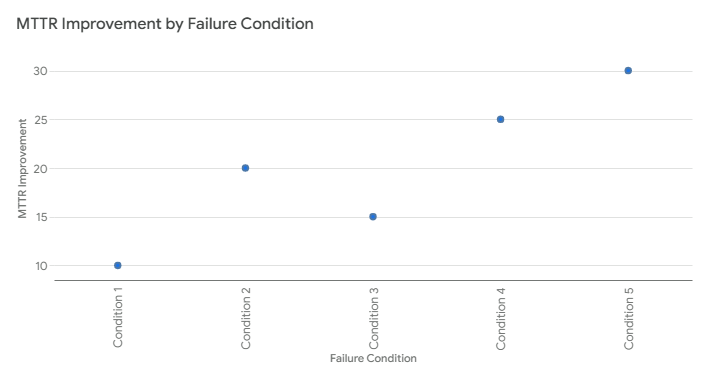 MTTR Improvement by Failure Condition
MTTR Improvement
30
25
20
15
10
Condition 1
Condition 2
Condition 3
Condition 4
Condition 5
Failure Condition